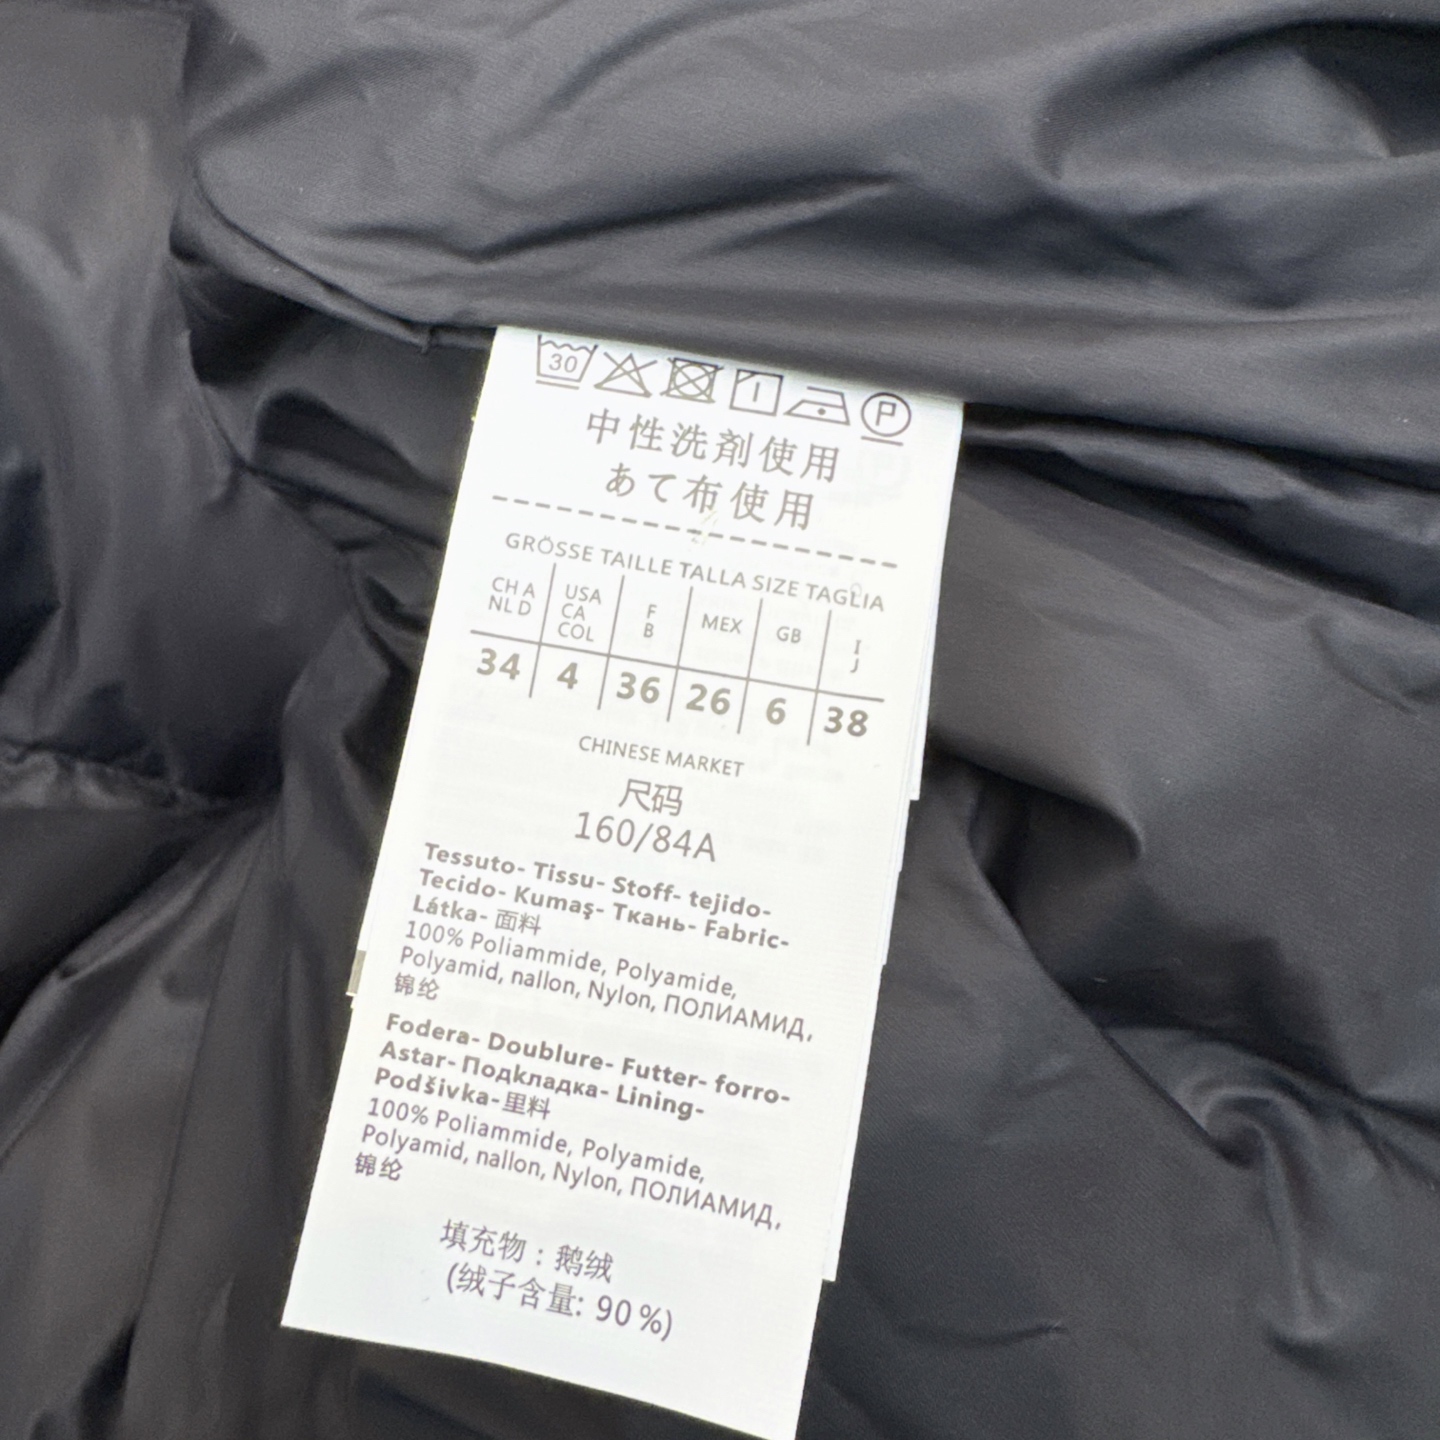 30
P
中性洗剤使用
あて布使用
GRÖSSE TAILLE TALLA SIZE TAGLIA
CH A NL D USA CA COL F B MEX GB I J
34 4 36 26 6 38
CHINESE MARKET
尺码
160/84A
Tessuto- Tissu- Stoff- tejido-
Tecido- Kumaş- Ткань- Fabric-
Látka- 面料
100% Poliammide, Polyamide,
Polyamid, nallon, Nylon, ПОЛИАМИД,
锦纶
Fodera- Doublure- Futter- forro-
Astar- Подкладка- Lining-
Podšívka- 里料
100% Poliammide, Polyamide,
Polyamid, nallon, Nylon, ПОЛИАМИД,
锦纶
填充物：鹅绒
(绒子含量: 90%)